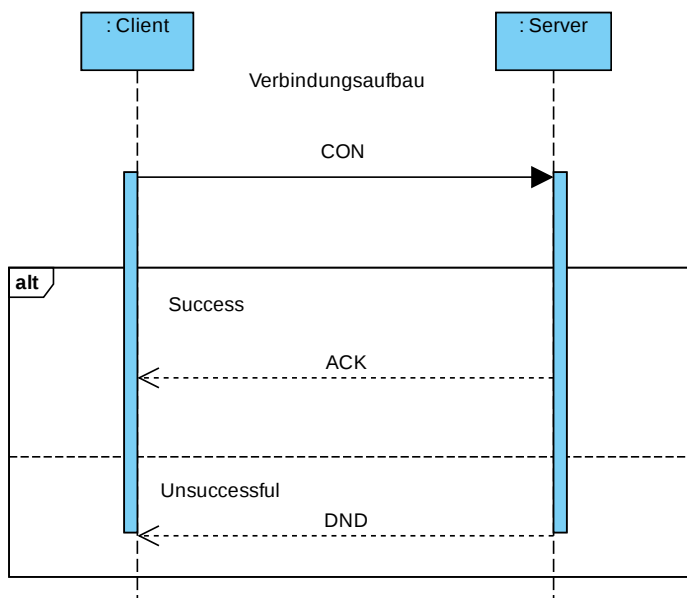 : Client
: Server
Verbindungsaufbau
CON
alt
Success
ACK
Unsuccessful
DND